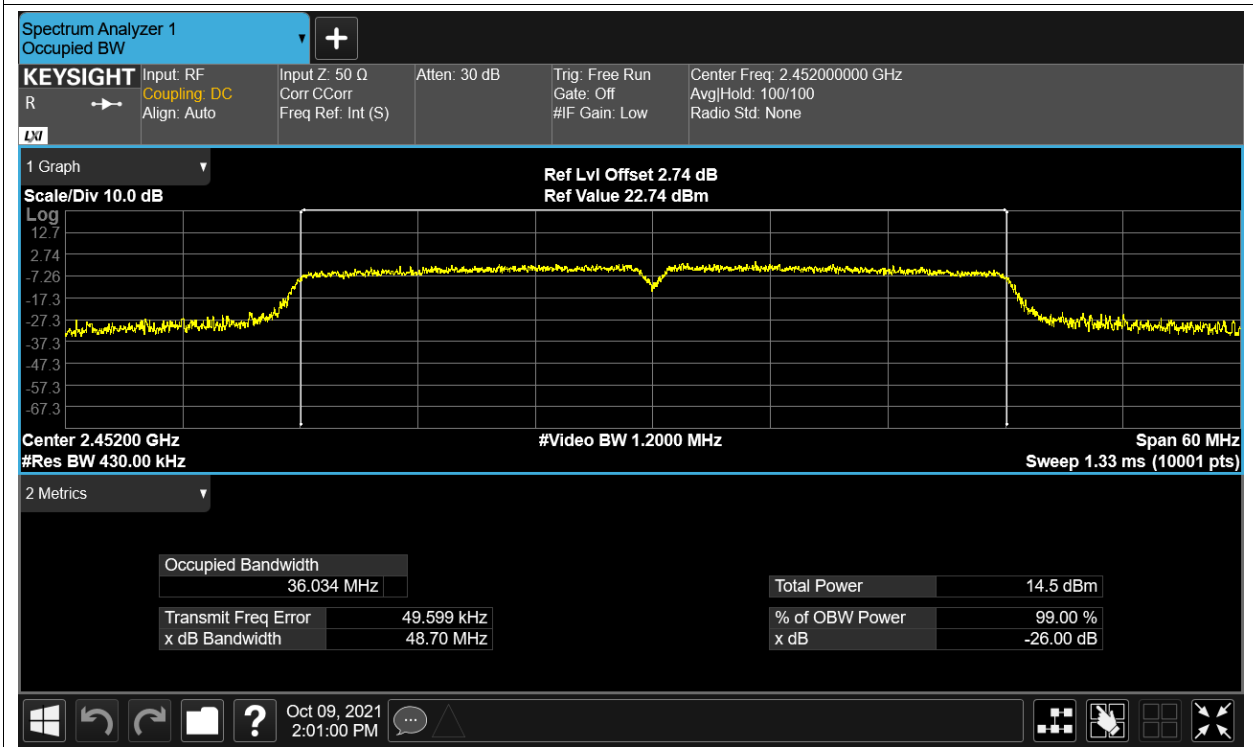 Spectrum Analyzer 1
Occupied BW
KEYSIGHT
R
LXI
Input: RF
Coupling: DC
Align: Auto
Input Z: 50 Ω
Corr CCorr
Freq Ref: Int (S)
Atten: 30 dB
Trig: Free Run
Gate: Off
#IF Gain: Low
Center Freq: 2.452000000 GHz
Avg|Hold: 100/100
Radio Std: None
1 Graph
Scale/Div 10.0 dB
Ref Lvl Offset 2.74 dB
Ref Value 22.74 dBm
Log
12.7
2.74
-7.26
-17.3
-27.3
-37.3
-47.3
-57.3
-67.3
Center 2.45200 GHz
#Video BW 1.2000 MHz
Span 60 MHz
#Res BW 430.00 kHz
Sweep 1.33 ms (10001 pts)
2 Metrics
Occupied Bandwidth
36.034 MHz
Transmit Freq Error 49.599 kHz
x dB Bandwidth 48.70 MHz
Total Power 14.5 dBm
% of OBW Power 99.00 %
x dB -26.00 dB
?
Oct 09, 2021
2:01:00 PM